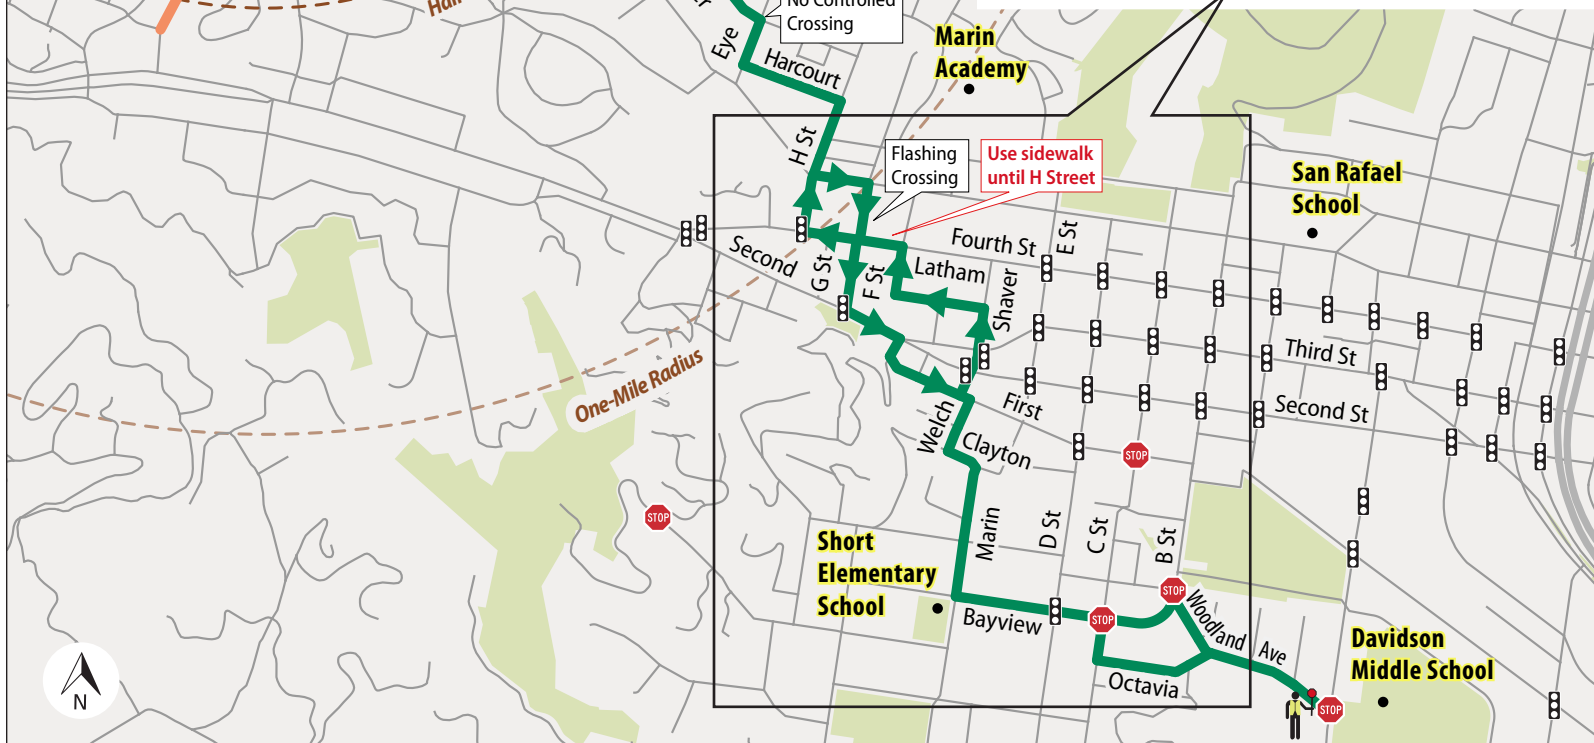 No Controlled
Crossing
Eye
Harcourt
Marin
Academy
H St
Flashing
Crossing
Use sidewalk
until H Street
San Rafael
School
Second
G St
F St
Fourth St
E St
Latham
Shaver
Third St
Second St
One-Mile Radius
First
Welch
Clayton
STOP
STOP
Marin
D St
C St
B St
Short
Elementary
School
STOP
STOP
Bayview
Woodland Ave
Octavia
Davidson
Middle School
STOP
N